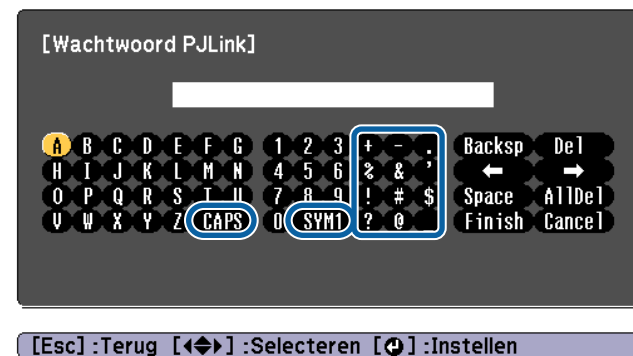 [Wachtwoord PJLink]
A B C D E F G 1 2 3 + - . Backsp Del
H I J K L M N 4 5 6 % & ' ← →
O P Q R S T U 7 8 9 ! # $ Space AllDel
V W X Y Z CAPS 0 SYM1 ? @ _ Finish Cancel
[Esc] :Terug [◀◆▶] :Selecteren [↵] :Instellen